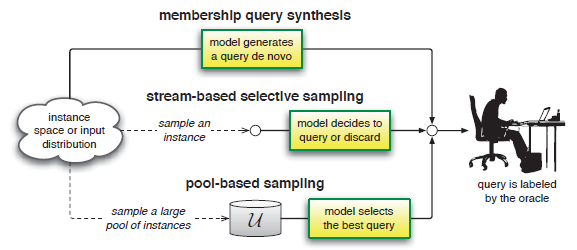 membership query synthesis
model generates
a query de novo
stream-based selective sampling
instance
space or input
distribution
sample an
instance
model decides to
query or discard
query is labeled
by the oracle
pool-based sampling
sample a large
pool of instances
U
model selects
the best query